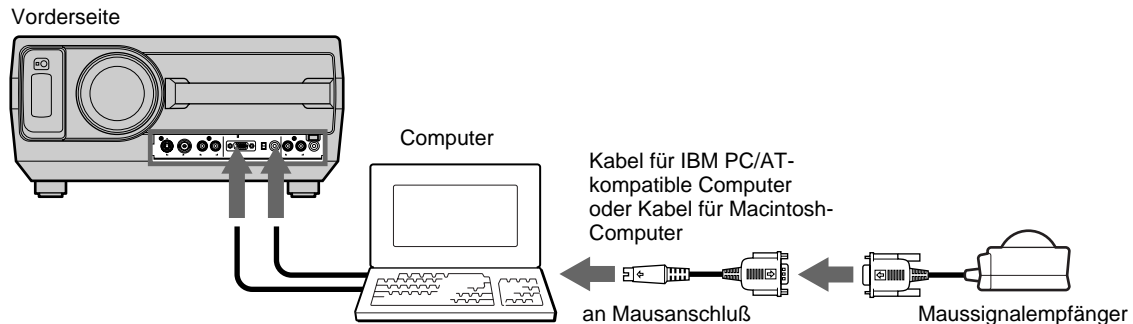 Vorderseite
Computer
Kabel für IBM PC/AT-
kompatible Computer
oder Kabel für Macintosh-
Computer
an Mausanschluß
Maussignalempfänger